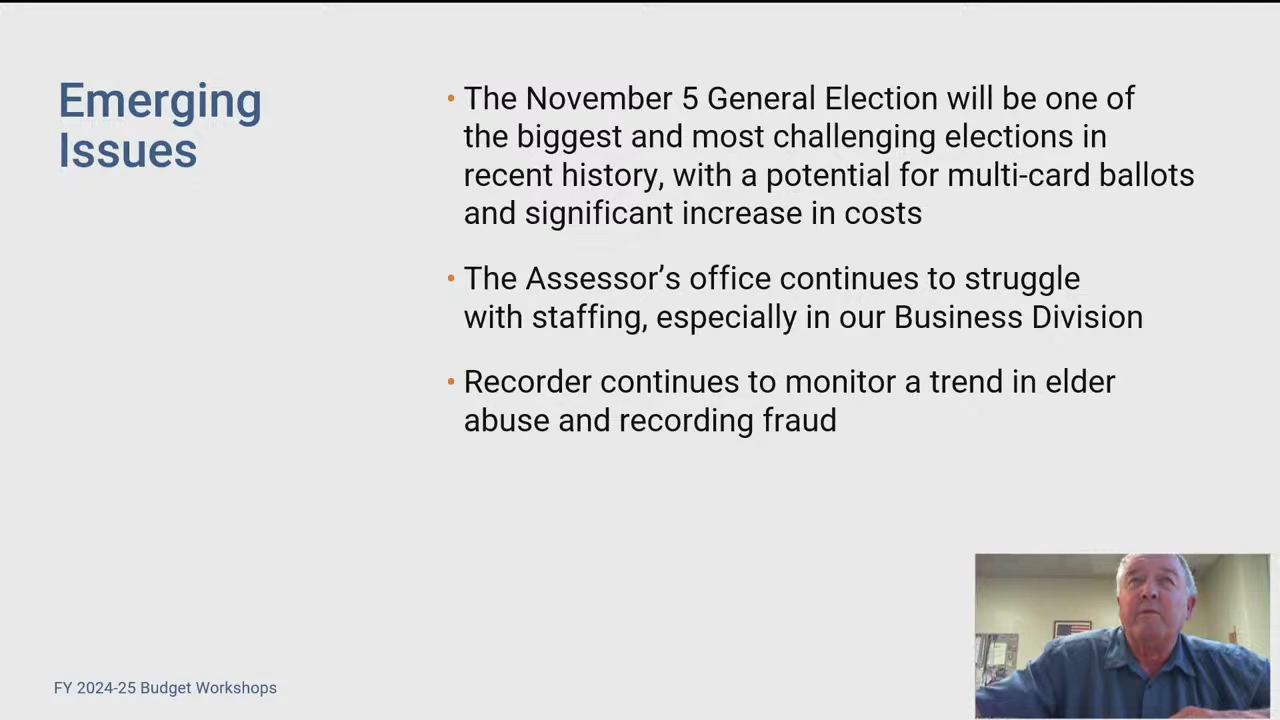 Emerging
Issues
• The November 5 General Election will be one of
the biggest and most challenging elections in
recent history, with a potential for multi-card ballots
and significant increase in costs
• The Assessor’s office continues to struggle
with staffing, especially in our Business Division
• Recorder continues to monitor a trend in elder
abuse and recording fraud
FY 2024-25 Budget Workshops